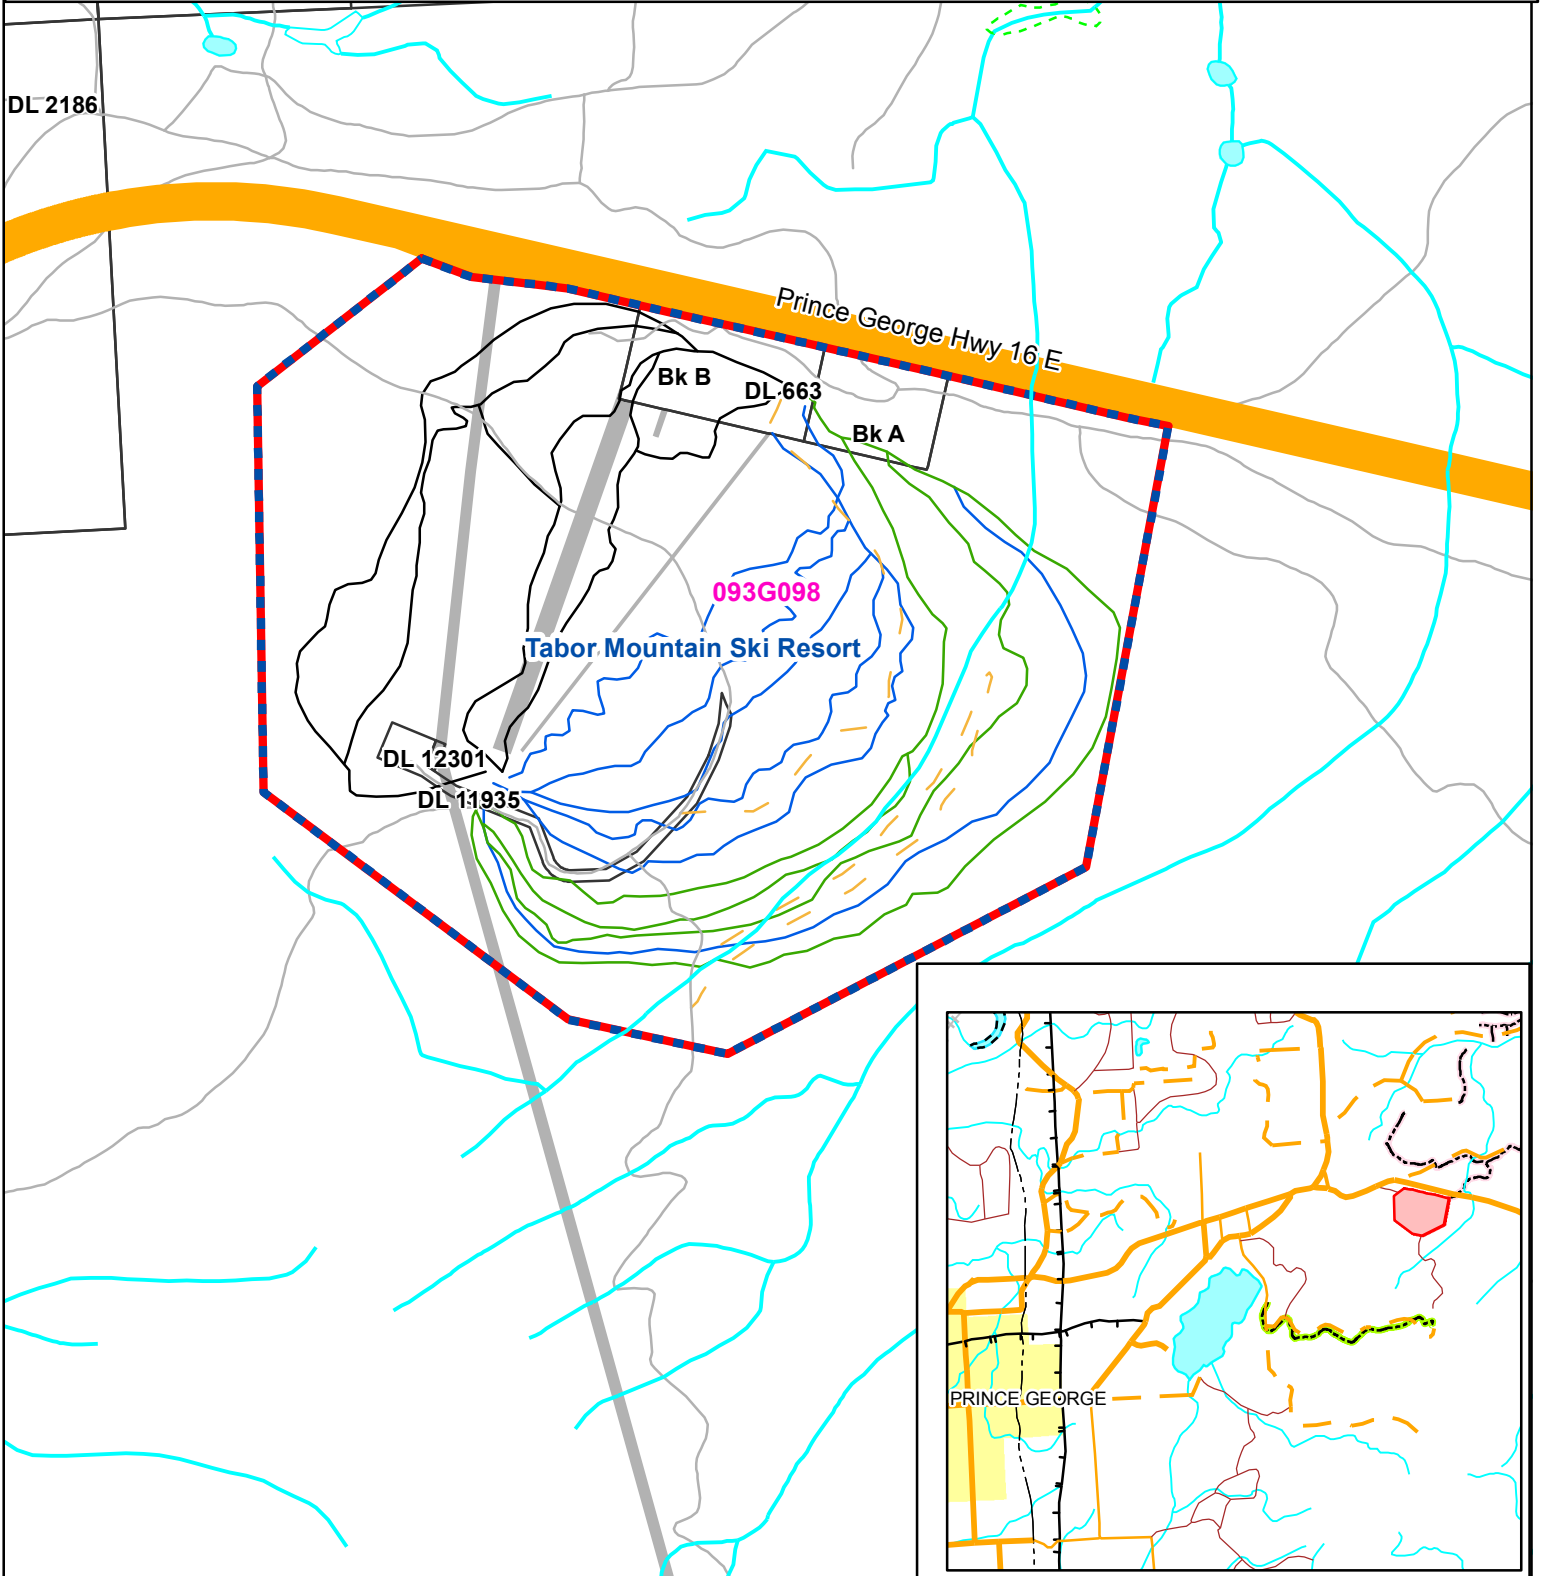 DL 2186
Prince George Hwy 16 E
Bk B
DL 663
Bk A
093G098
Tabor Mountain Ski Resort
DL 12301
DL 11935
PRINCE GEORGE